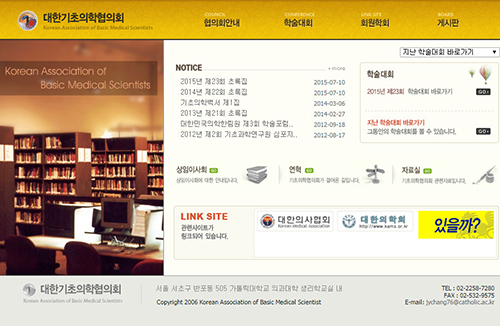 대한기초의학협의회
Korean Association of Basic Medical Scientists
COUNCIL
협의회안내
CONFERENCE
학술대회
LINK SITE
회원학회
BOARD
게시판
지난 학술대회 바로가기
Korean Association of
Basic Medical Scientists
NOTICE
+ more
2015년 제23회 초록집 2015-07-10
2014년 제22회 초록집 2015-07-10
기초의학백서 제1집 2014-03-06
2013년 제21회 초록집 2014-02-27
대한민국의학한림원 제3회 학술포럼.. 2012-09-18
2012년 제2회 기초과학연구원 심포지.. 2012-08-17
학술대회
2015년 제23회 학술대회 바로가기
GO
지난 학술대회 바로가기
그동안의 학술대회를 볼 수 있습니다.
GO
상임이사회 GO
상임이사회에 대한 안내입니다.
연혁 GO
기초의학협의회가 걸어온 길입니다.
자료실 GO
기초의학협의회 관련자료입니다.
LINK SITE
관련사이트가
링크되어 있습니다.
대한의사협회
대한의학회
http://www.kams.or.kr
있을까?
대한기초의학협의회
Korean Association of Basic Medical Scientists
서울 서초구 반포동 505 가톨릭대학교 의과대학 생리학교실 내
Copyright 2006 Korean Association of Basic Medical Scientist
TEL : 02-2258-7280
FAX : 02-532-9575
E-mail: jychang76@catholic.ac.kr